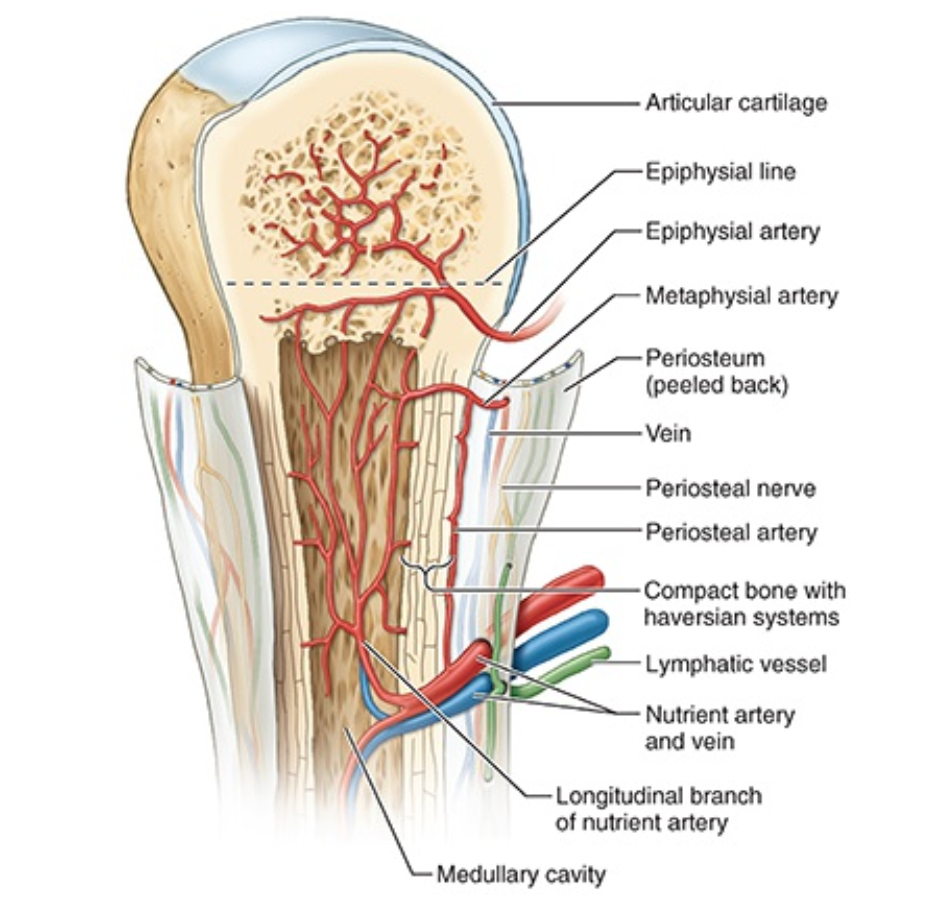 Articular cartilage
Epiphysial line
Epiphysial artery
Metaphysial artery
Periosteum
(peeled back)
Vein
Periosteal nerve
Periosteal artery
Compact bone with
haversian systems
Lymphatic vessel
Nutrient artery
and vein
Longitudinal branch
of nutrient artery
Medullary cavity